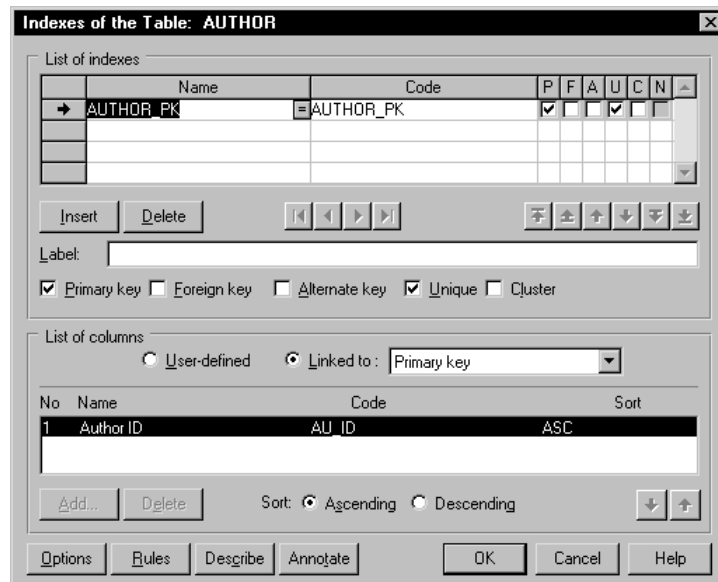 Indexes of the Table: AUTHOR
List of indexes
Name Code P F A U C N
AUTHOR_PK = AUTHOR_PK
Insert Delete
Label:
Primary key Foreign key Alternate key Unique Cluster
List of columns
User-defined Linked to : Primary key
No Name Code Sort
1 Author ID AU_ID ASC
Add... Delete Sort: Ascending Descending
Options Rules Describe Annotate OK Cancel Help